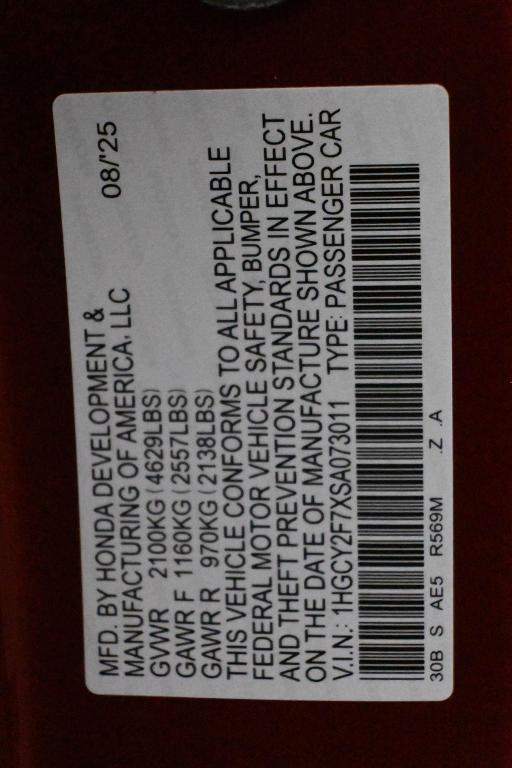 MFD. BY HONDA DEVELOPMENT &
MANUFACTURING OF AMERICA, LLC 08/'25
GVWR 2100KG (4629LBS)
GAWR F 1160KG (2557LBS)
GAWR R 970KG (2138LBS)
THIS VEHICLE CONFORMS TO ALL APPLICABLE
FEDERAL MOTOR VEHICLE SAFETY, BUMPER,
AND THEFT PREVENTION STANDARDS IN EFFECT
ON THE DATE OF MANUFACTURE SHOWN ABOVE.
V.I.N.: 1HGCY2F7XSA073011 TYPE: PASSENGER CAR
30B S AE5 R569M .Z .A